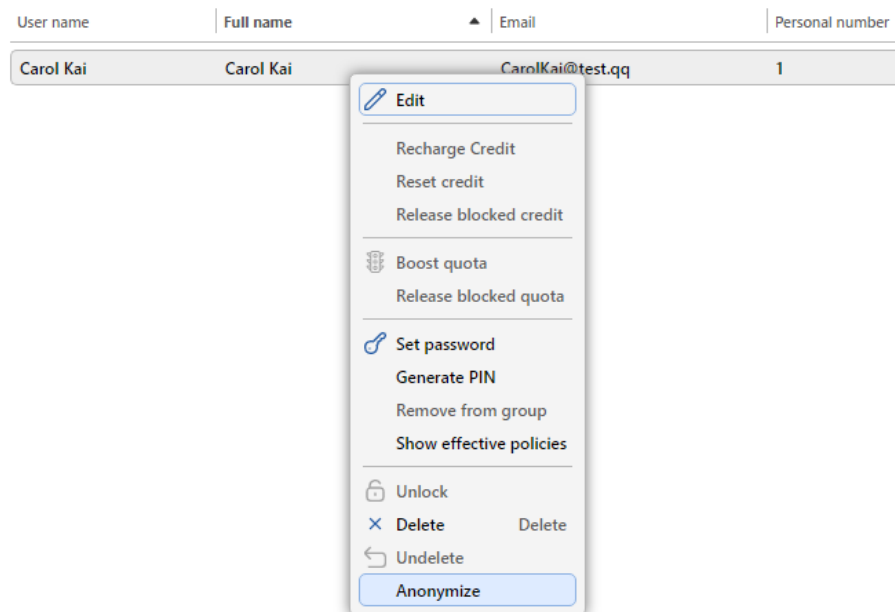 User name Full name Email Personal number
Carol Kai Carol Kai CarolKai@test.qq 1
Edit
Recharge Credit
Reset credit
Release blocked credit
Boost quota
Release blocked quota
Set password
Generate PIN
Remove from group
Show effective policies
Unlock
Delete Delete
Undelete
Anonymize